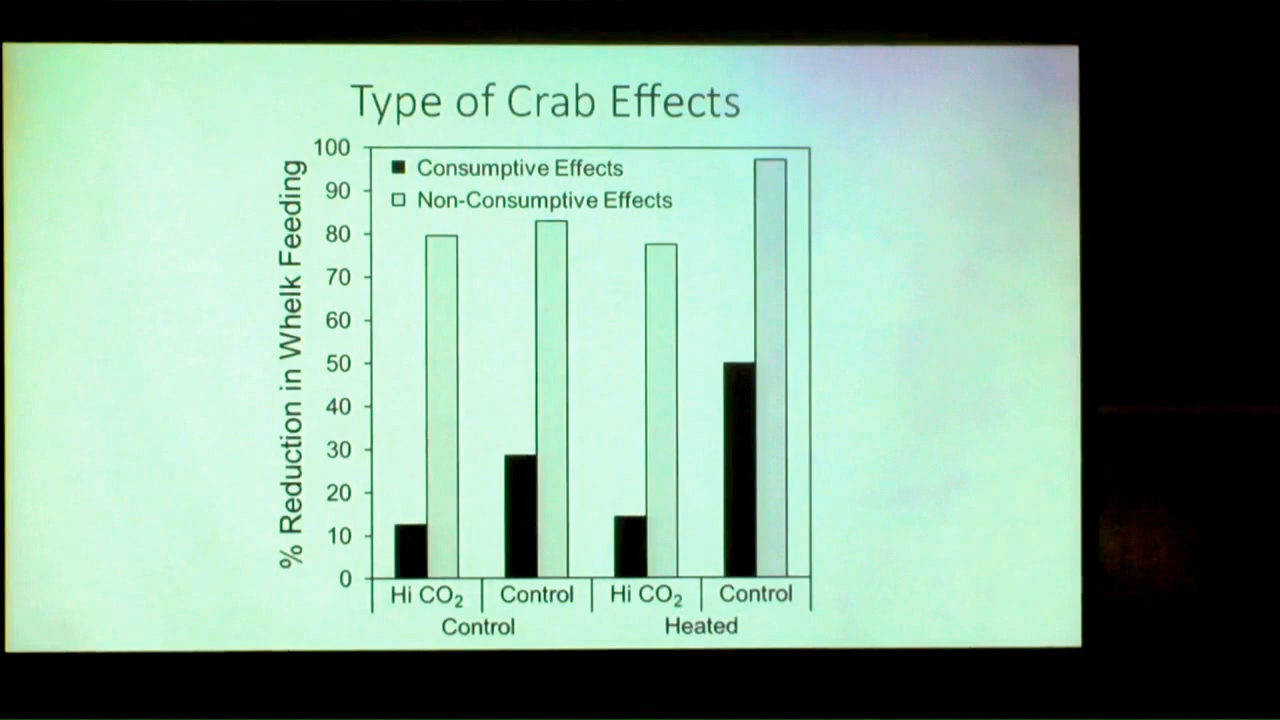 Type of Crab Effects
% Reduction in Whelk Feeding
100
90
80
70
60
50
40
30
20
10
0
Consumptive Effects
Non-Consumptive Effects
Hi CO₂ Control Hi CO₂ Control
Control Heated